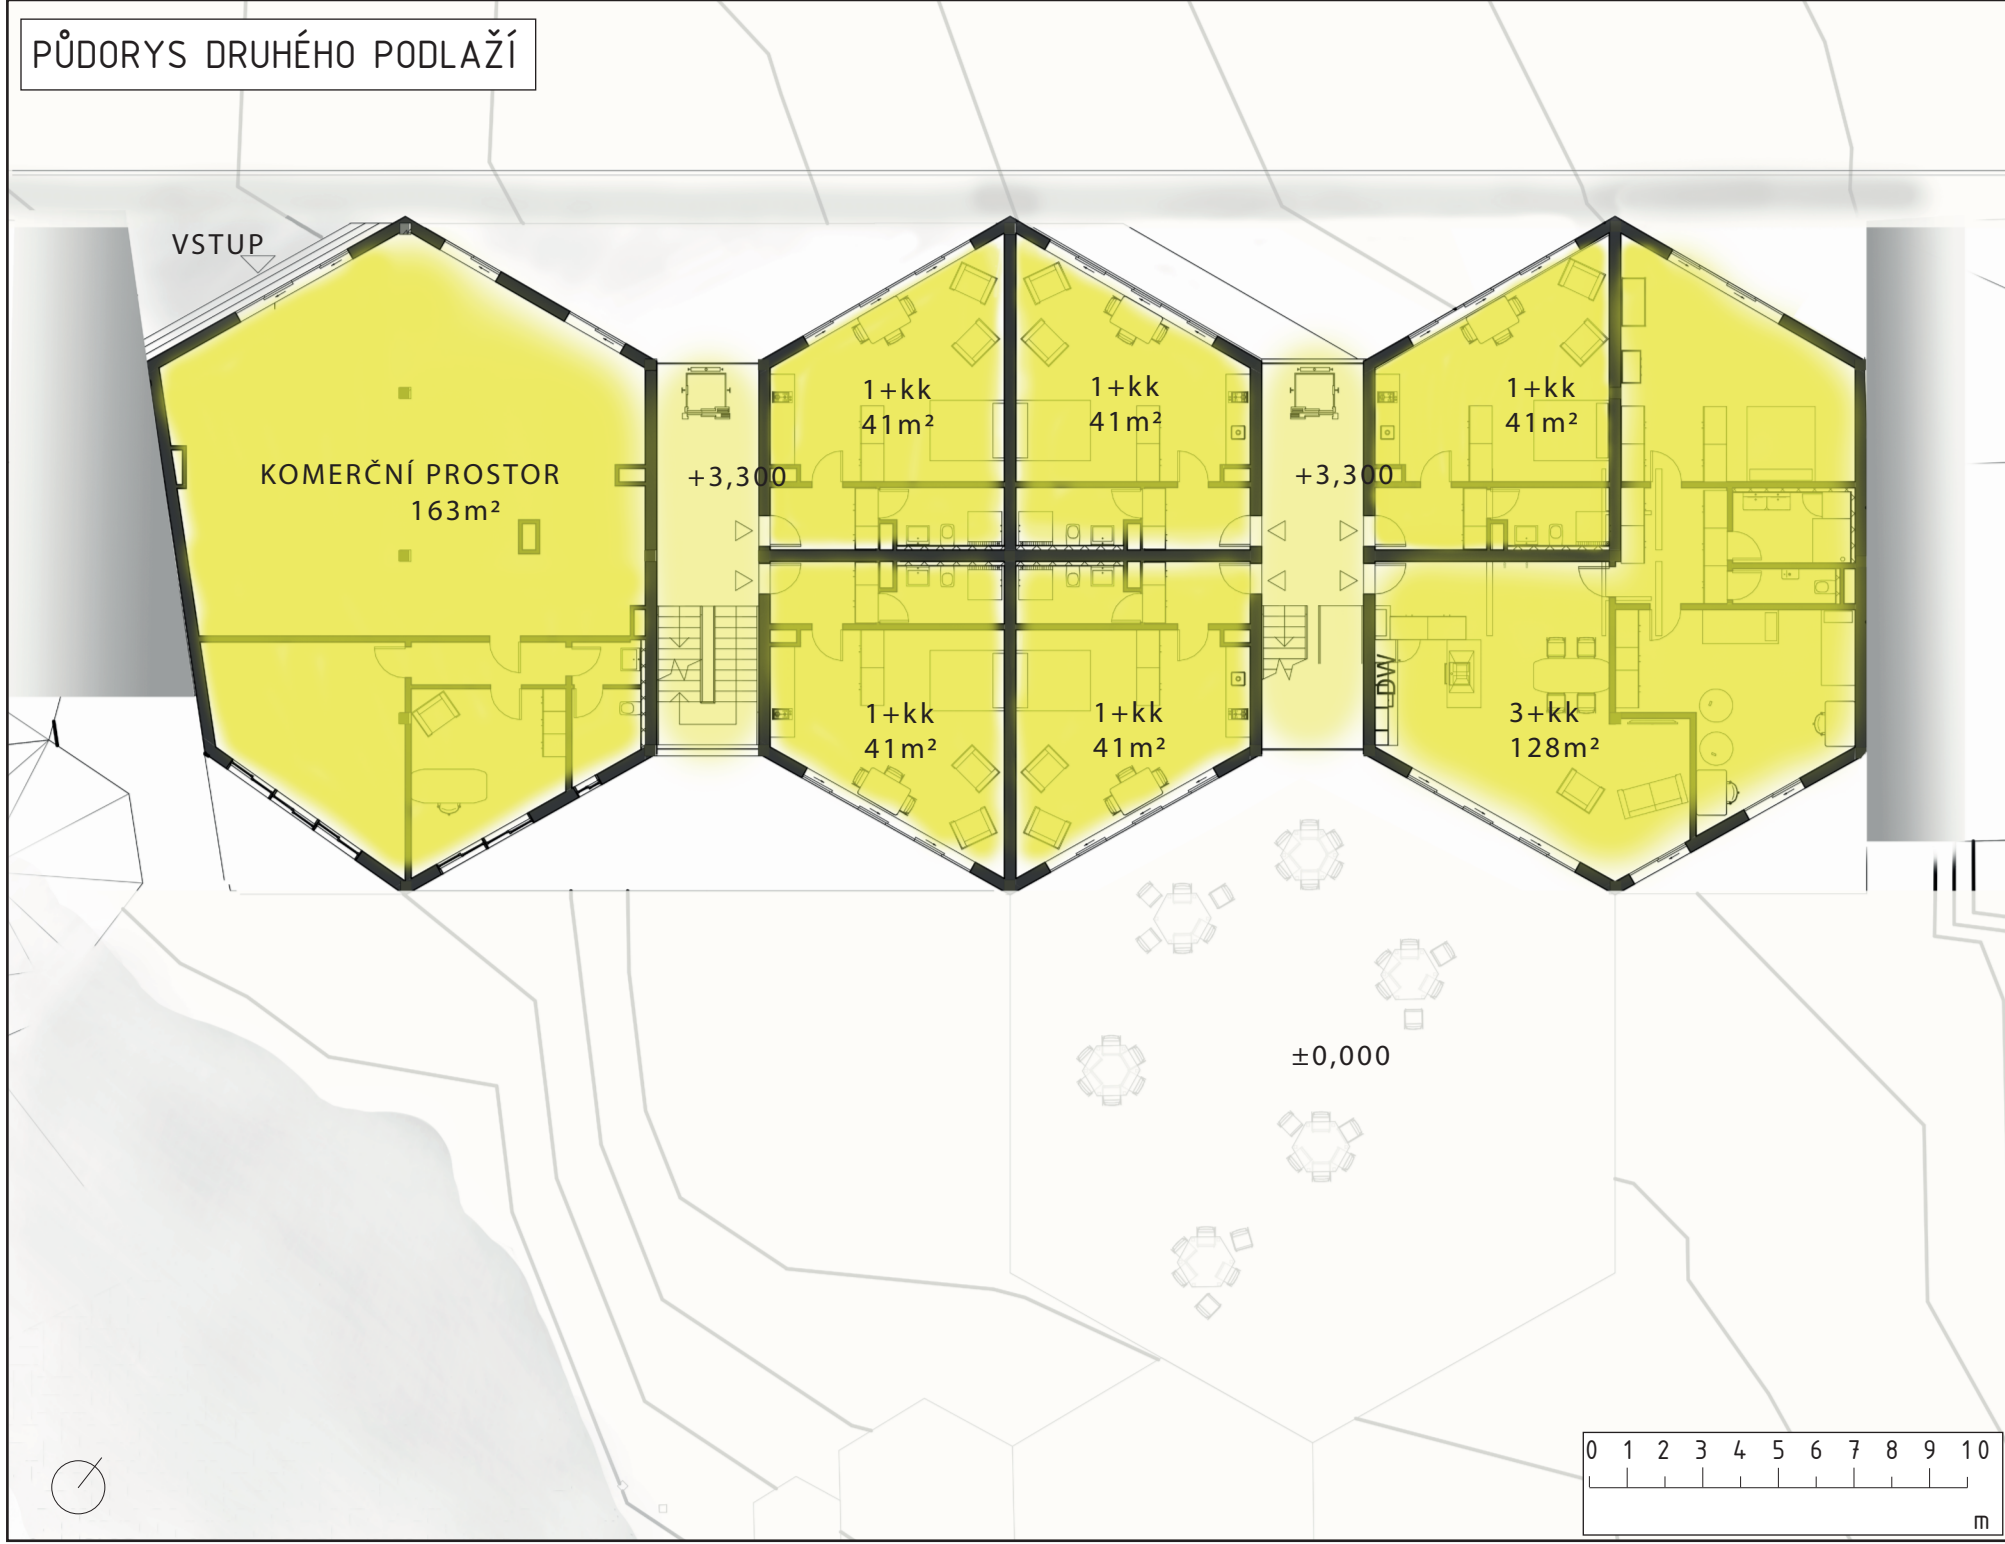 PŮDORYS DRUHÉHO PODLAŽÍ
VSTUP
KOMERČNÍ PROSTOR
163m²
+3,300
1+kk
41m²
1+kk
41m²
+3,300
1+kk
41m²
1+kk
41m²
1+kk
41m²
DW
3+kk
128m²
±0,000
0 1 2 3 4 5 6 7 8 9 10
m